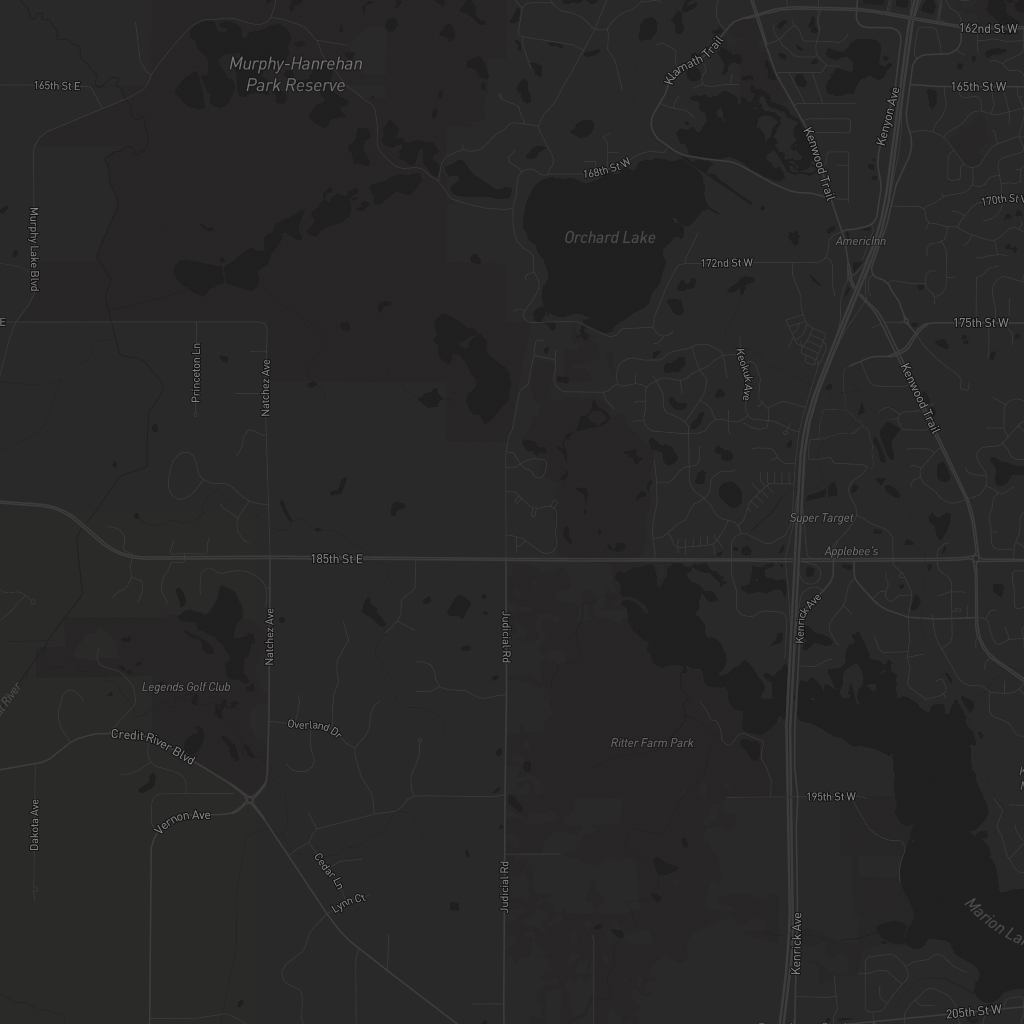 162nd St W
Klamath Trail
Murphy-Hanrehan
Park Reserve
165th St E
165th St W
Kenyon Ave
Kenwood Trail
168th St W
170th St W
Murphy Lake Blvd
Orchard Lake
AmericInn
172nd St W
E
175th St W
Princeton Ln
Natchez Ave
Keokuk Ave
Kenwood Trail
Super Target
Applebee's
185th St E
Natchez Ave
Judicial Rd
Kenrick Ave
Legends Golf Club
River
Overland Dr
Credit River Blvd
Ritter Farm Park
195th St W
Dakota Ave
Vernon Ave
Cedar Ln
Lynn Ct
Judicial Rd
Kenrick Ave
Marion La
205th St W